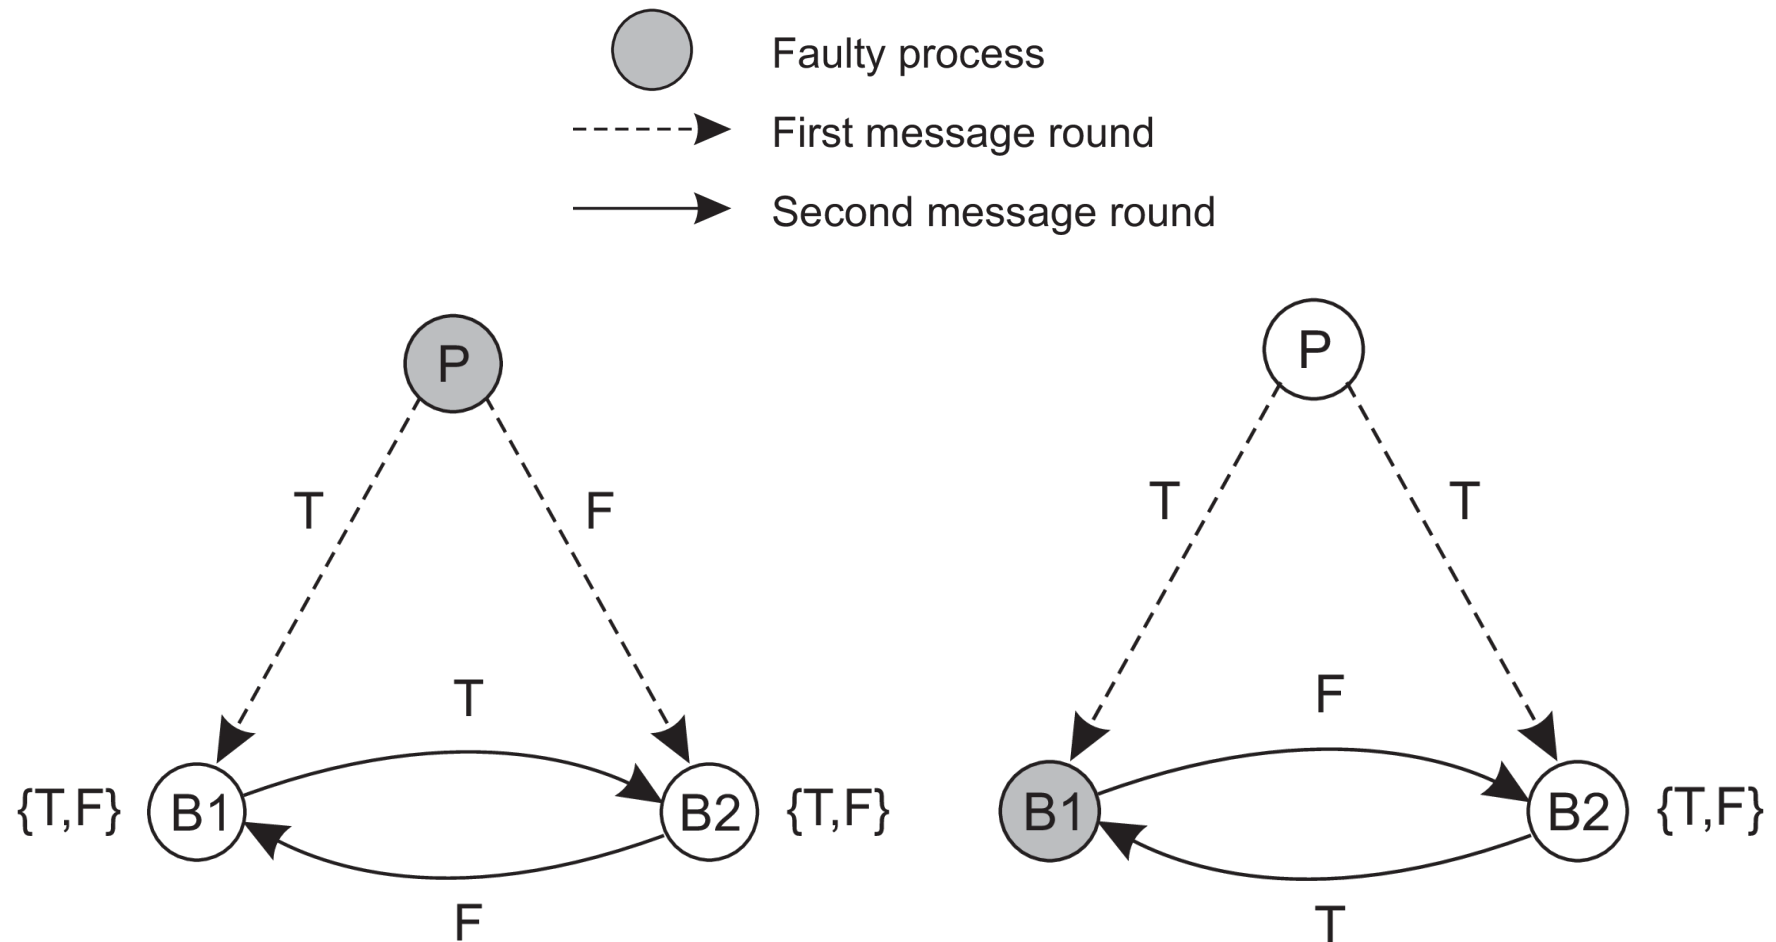 Faulty process
First message round
Second message round
P
P
T
F
T
T
T
F
{T,F}
B1
B2
{T,F}
B1
B2
{T,F}
F
T